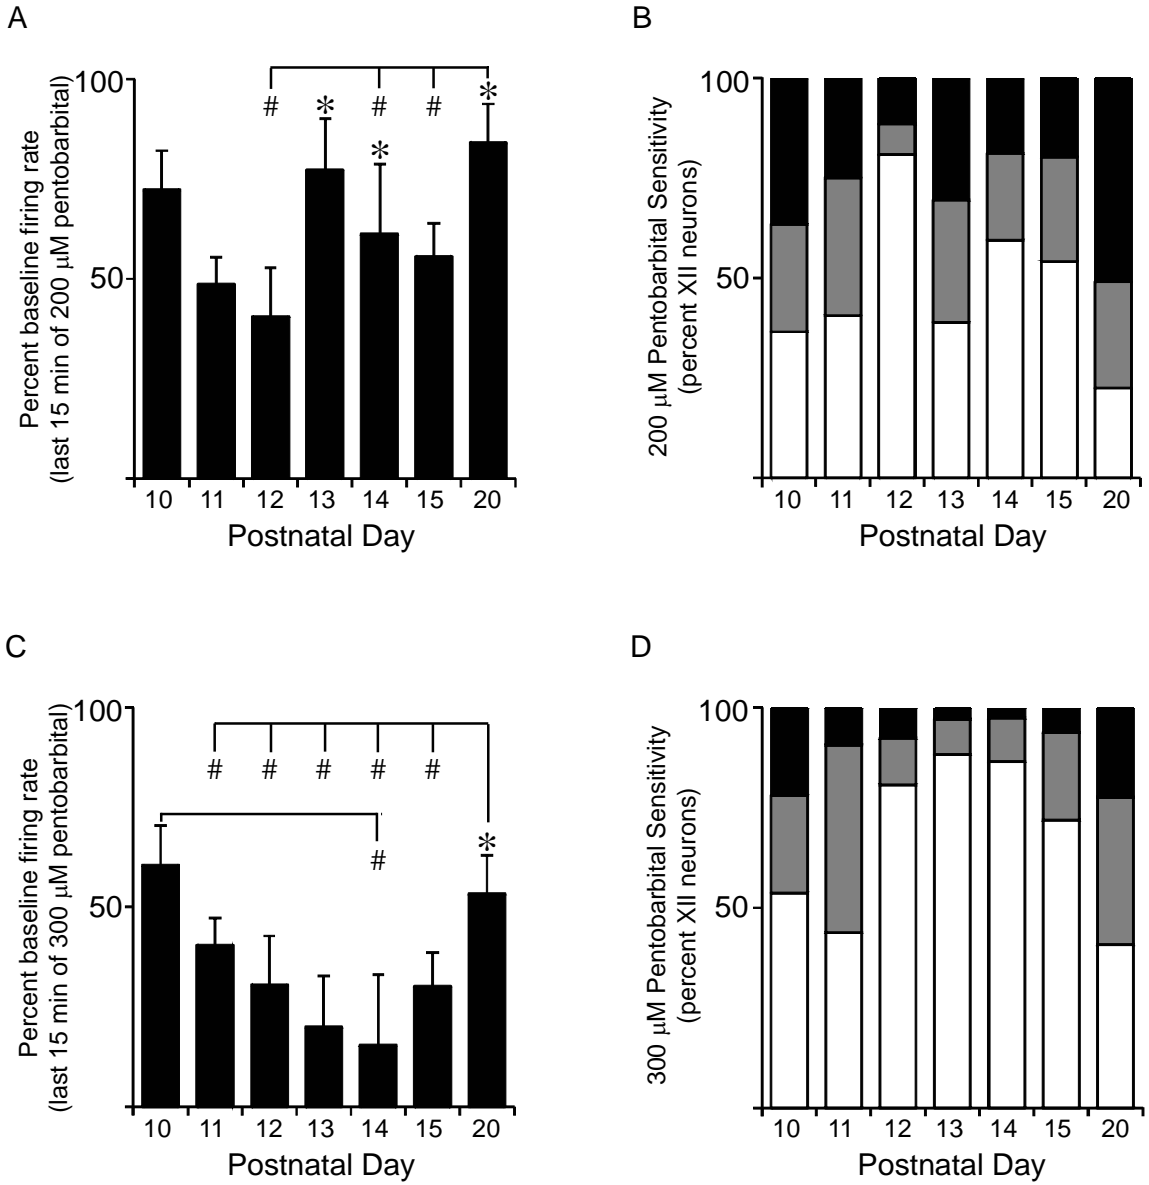 A
Percent baseline firing rate
(last 15 min of 200 μM pentobarbital)
100
50
# * # * # *
10 11 12 13 14 15 20
Postnatal Day
B
200 μM Pentobarbital Sensitivity
(percent XII neurons)
100
50
10 11 12 13 14 15 20
Postnatal Day
C
Percent baseline firing rate
(last 15 min of 300 μM pentobarbital)
100
50
# # # # #
# *
10 11 12 13 14 15 20
Postnatal Day
D
300 μM Pentobarbital Sensitivity
(percent XII neurons)
100
50
10 11 12 13 14 15 20
Postnatal Day